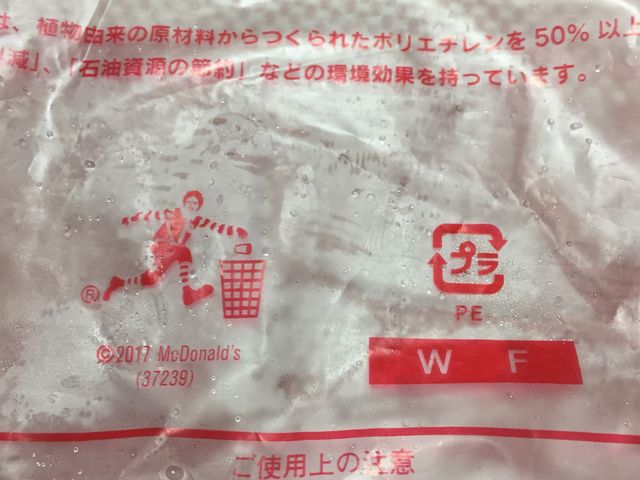 は、植物由来の原材料からつくられたポリエチレンを50%以上
減」、「石油資源の節約」などの環境効果を持っています。
®
プラ
PE
©2017 McDonald's
(37239)
W F
ご使用上の注意